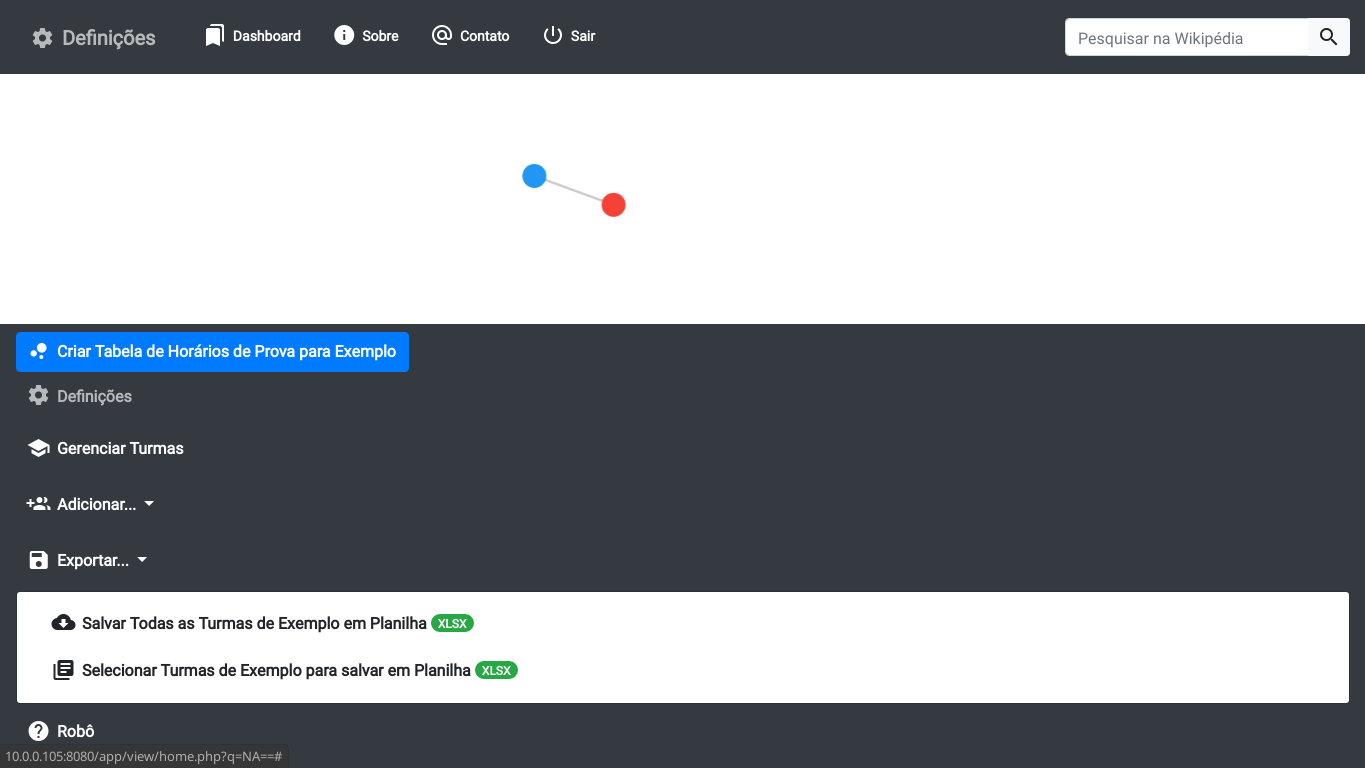 Definições
Dashboard
Sobre
Contato
Sair
Pesquisar na Wikipédia
Criar Tabela de Horários de Prova para Exemplo
Definições
Gerenciar Turmas
Adicionar...
Exportar...
Salvar Todas as Turmas de Exemplo em Planilha XLSX
Selecionar Turmas de Exemplo para salvar em Planilha XLSX
Robô
10.0.0.105:8080/app/view/home.php?q=NA==#